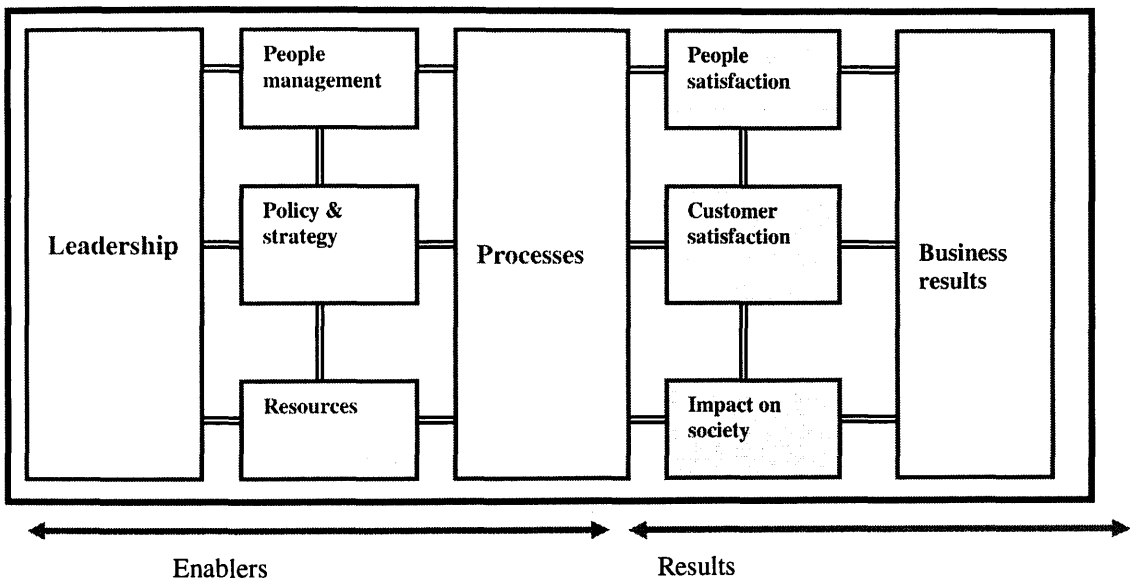 People
management
People
satisfaction
Policy &
strategy
Customer
satisfaction
Leadership
Processes
Business
results
Resources
Impact on
society
Enablers
Results